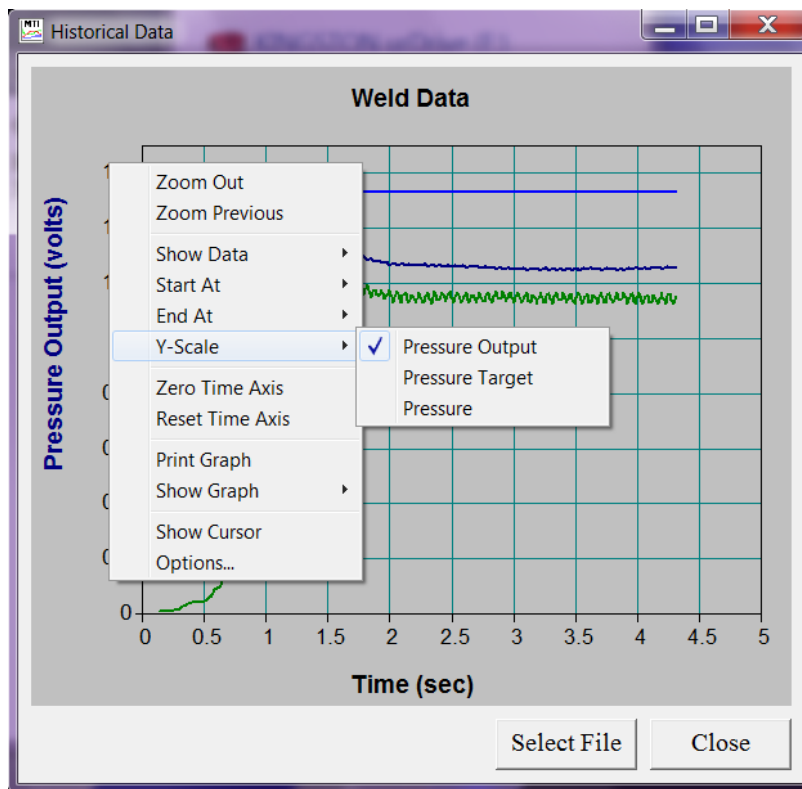 MTI
Historical Data
Weld Data
Pressure Output (volts)
Zoom Out
Zoom Previous
Show Data
Start At
End At
Y-Scale
Pressure Output
Pressure Target
Pressure
Zero Time Axis
Reset Time Axis
Print Graph
Show Graph
Show Cursor
Options...
0
0 0.5 1 1.5 2 2.5 3 3.5 4 4.5 5
Time (sec)
Select File
Close